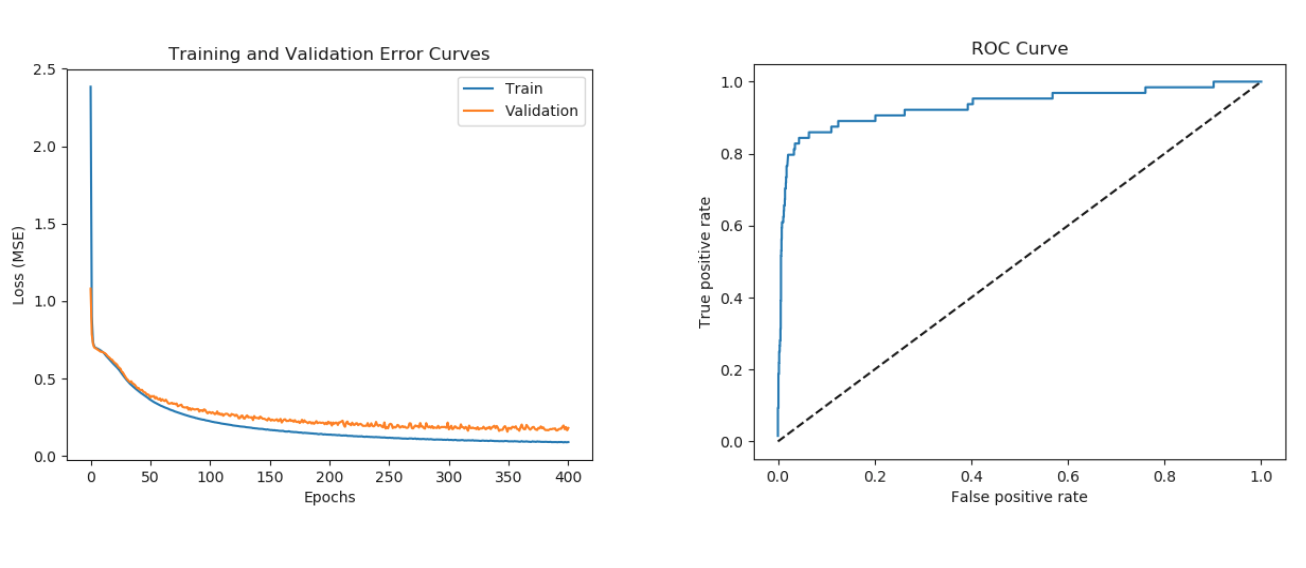 Training and Validation Error Curves
2.5
2.0
1.5
1.0
0.5
0.0
Loss (MSE)
Train
Validation
0 50 100 150 200 250 300 350 400
Epochs
ROC Curve
1.0
0.8
0.6
0.4
0.2
0.0
True positive rate
0.0 0.2 0.4 0.6 0.8 1.0
False positive rate